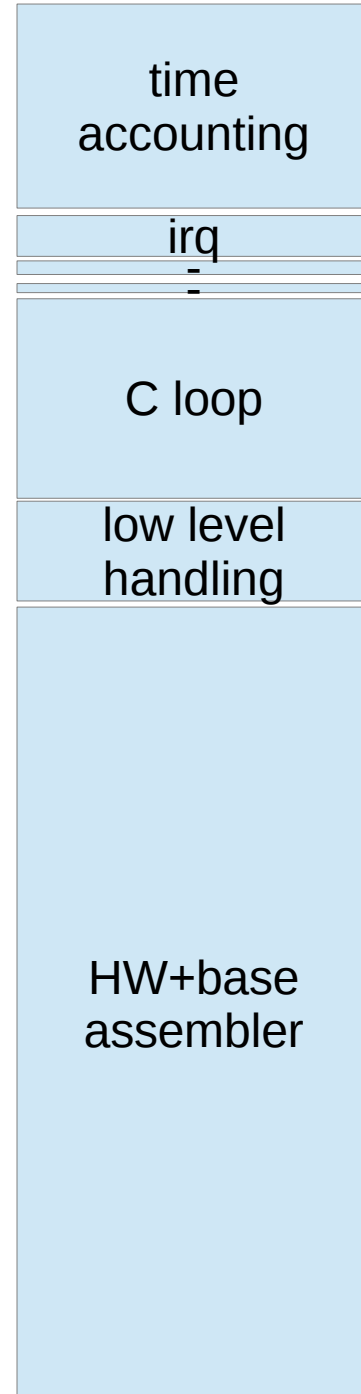 time
accounting
irq
-
-
C loop
low level
handling
HW+base
assembler